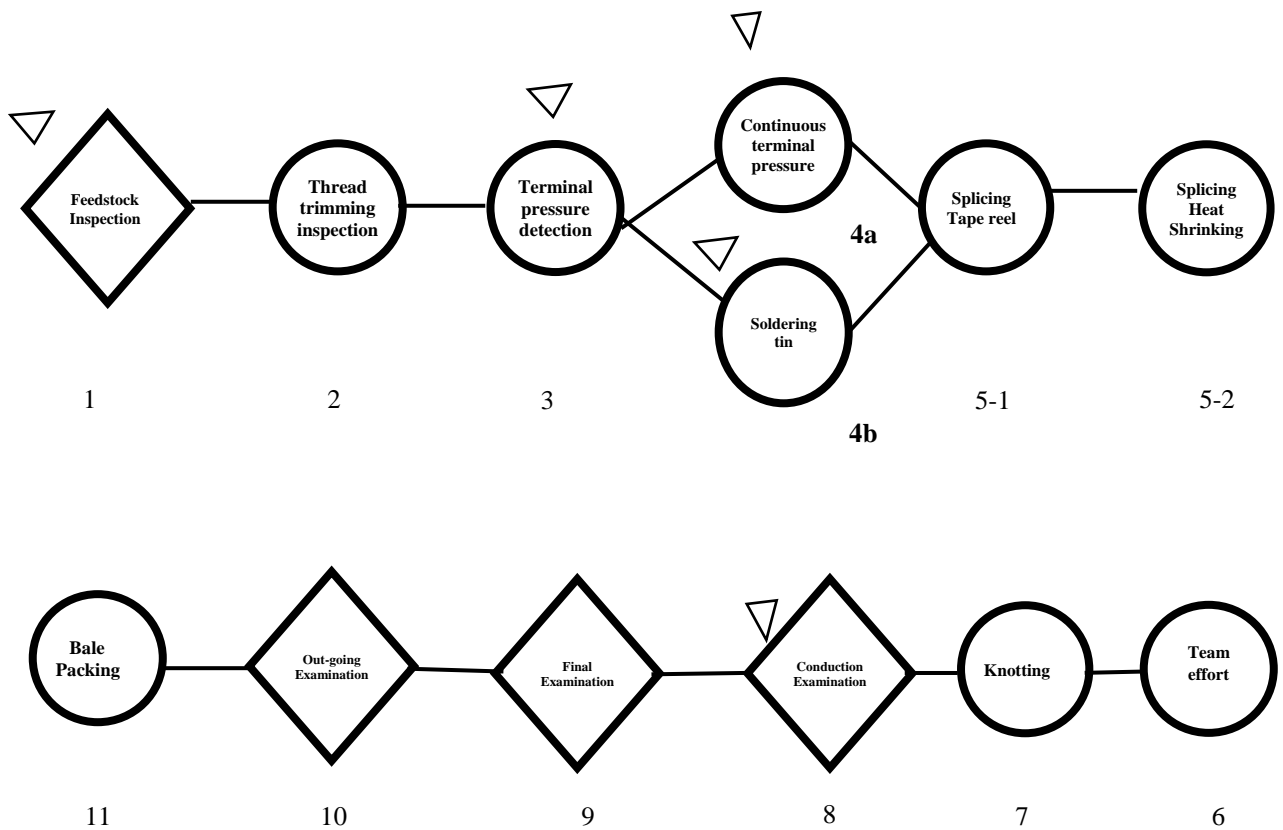 Feedstock
Inspection
Thread
trimming
inspection
Terminal
pressure
detection
Continuous
terminal
pressure
4a
Soldering
tin
4b
Splicing
Tape reel
Splicing
Heat
Shrinking
1
2
3
5-1
5-2
Bale
Packing
Out-going
Examination
Final
Examination
Conduction
Examination
Knotting
Team
effort
11
10
9
8
7
6